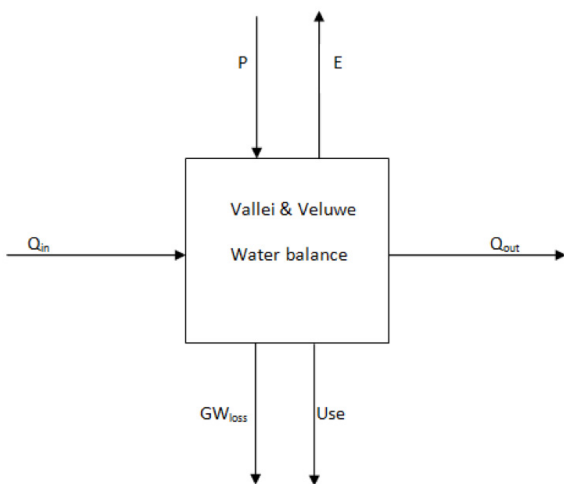 P
E
Vallei & Veluwe
Water balance
Qin
Qout
GWloss
Use